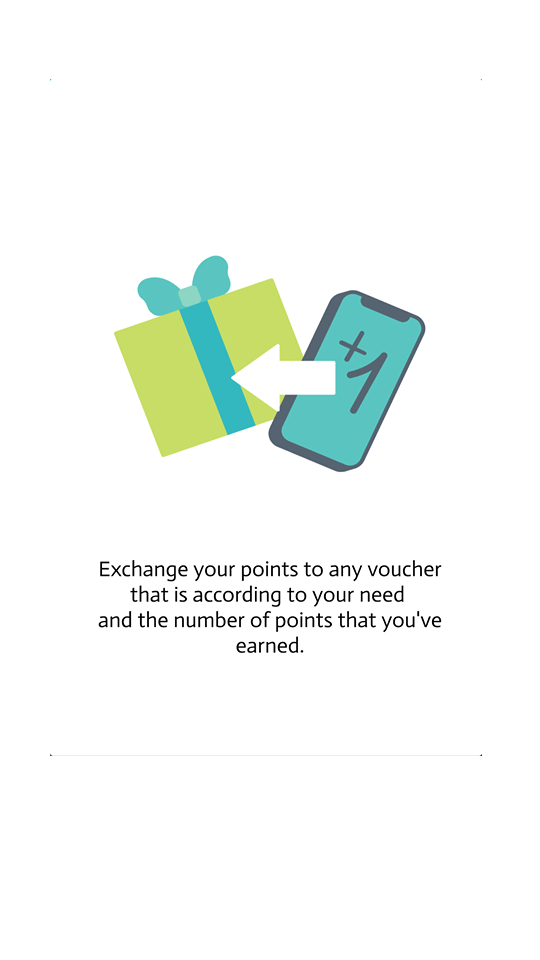 +1
Exchange your points to any voucher
that is according to your need
and the number of points that you've
earned.